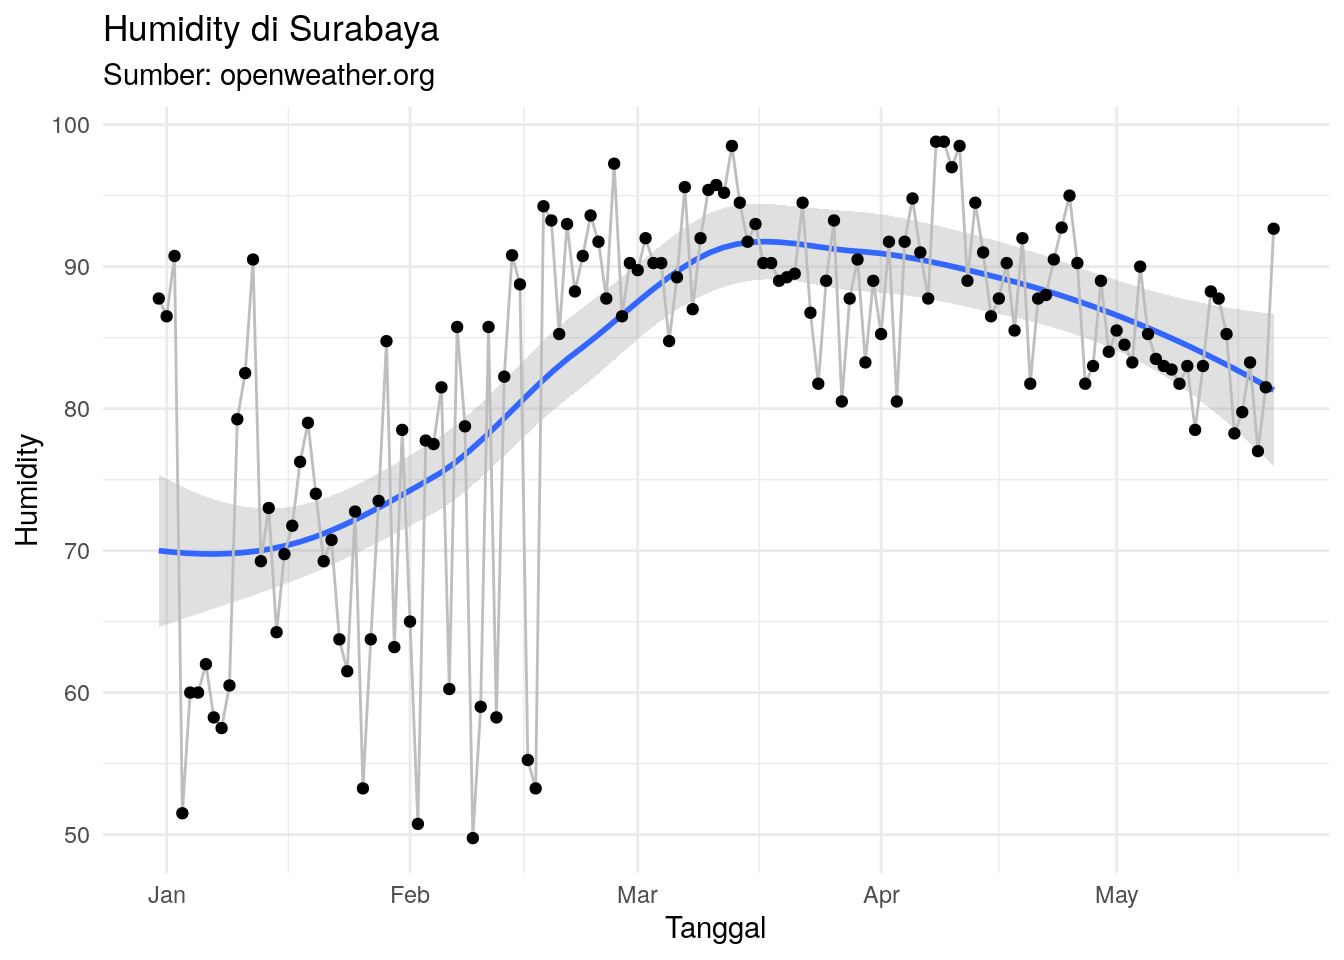 Humidity di Surabaya
Sumber: openweather.org
Humidity
100
90
80
70
60
50
Jan Feb Mar Apr May
Tanggal